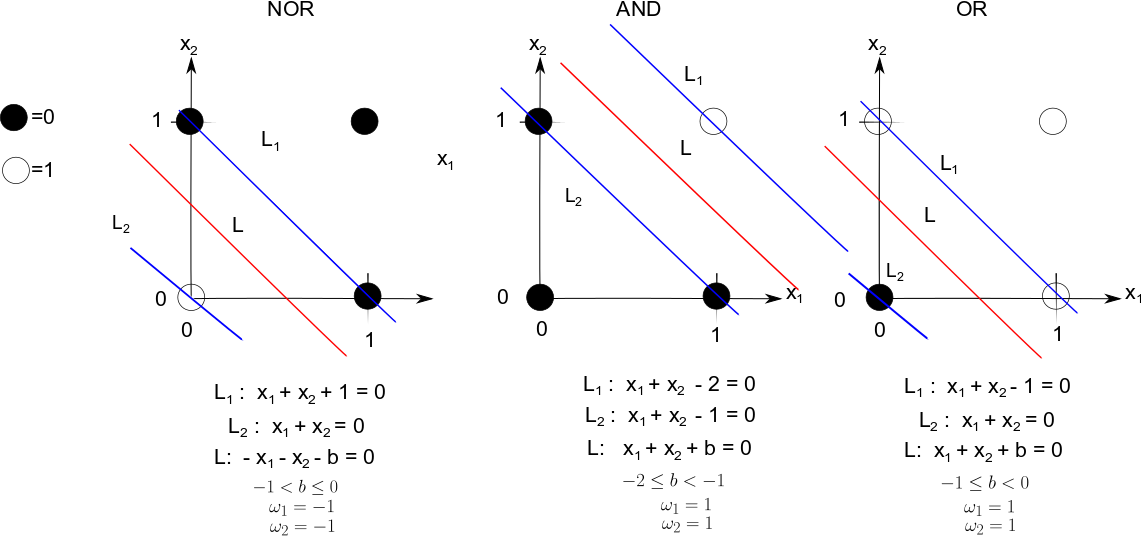 NOR AND OR
x₂ x₂ x₂
L₁
=0 1 1 1
L₁
x₁ L L₁
=1
L₂ L₂
L₂ L L
L₂
0 0 0 x₁ x₁
0 0 0
1 1 1
L₁ : x₁ + x₂ + 1 = 0
L₂ : x₁ + x₂ = 0
L: - x₁ - x₂ - b = 0
−1 < b ≤ 0
ω₁ = −1
ω₂ = −1
L₁ : x₁ + x₂ - 2 = 0
L₂ : x₁ + x₂ - 1 = 0
L: x₁ + x₂ + b = 0
−2 ≤ b < −1
ω₁ = 1
ω₂ = 1
L₁ : x₁ + x₂ - 1 = 0
L₂ : x₁ + x₂ = 0
L: x₁ + x₂ + b = 0
−1 ≤ b < 0
ω₁ = 1
ω₂ = 1